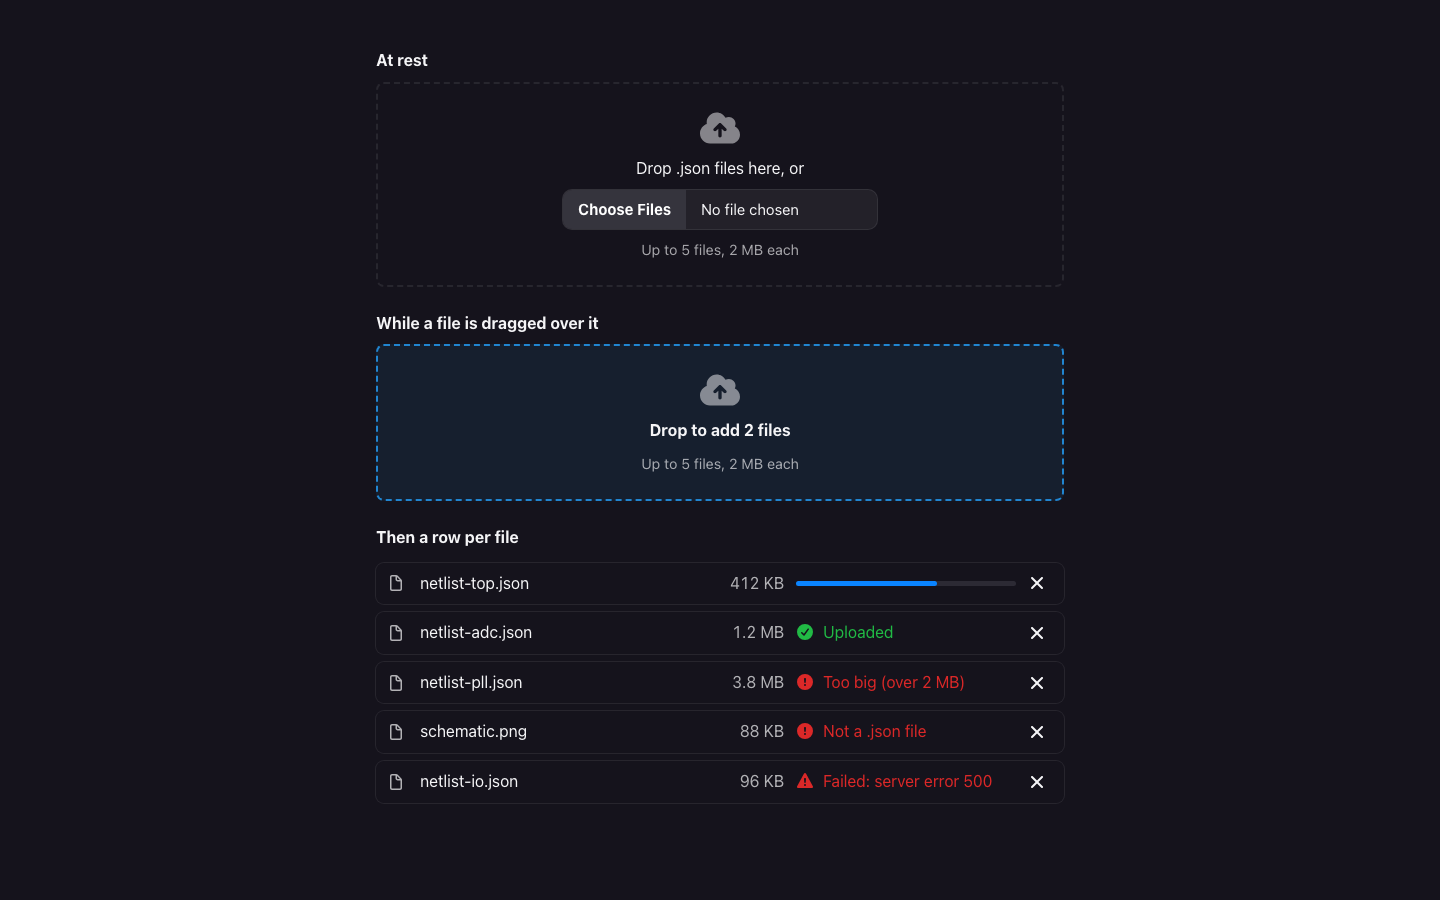 At rest
Drop .json files here, or
Choose Files No file chosen
Up to 5 files, 2 MB each
While a file is dragged over it
Drop to add 2 files
Up to 5 files, 2 MB each
Then a row per file
netlist-top.json 412 KB
netlist-adc.json 1.2 MB Uploaded
netlist-pll.json 3.8 MB Too big (over 2 MB)
schematic.png 88 KB Not a .json file
netlist-io.json 96 KB Failed: server error 500